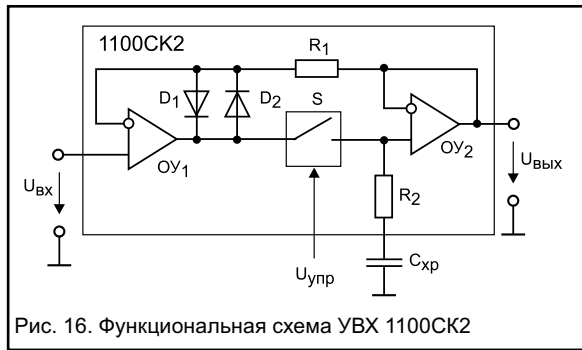 1100СК2
R1
D1
D2
S
ОУ1
ОУ2
Uвх
Uвых
R2
Uупр
Cхр
Рис. 16. Функциональная схема УВХ 1100СК2